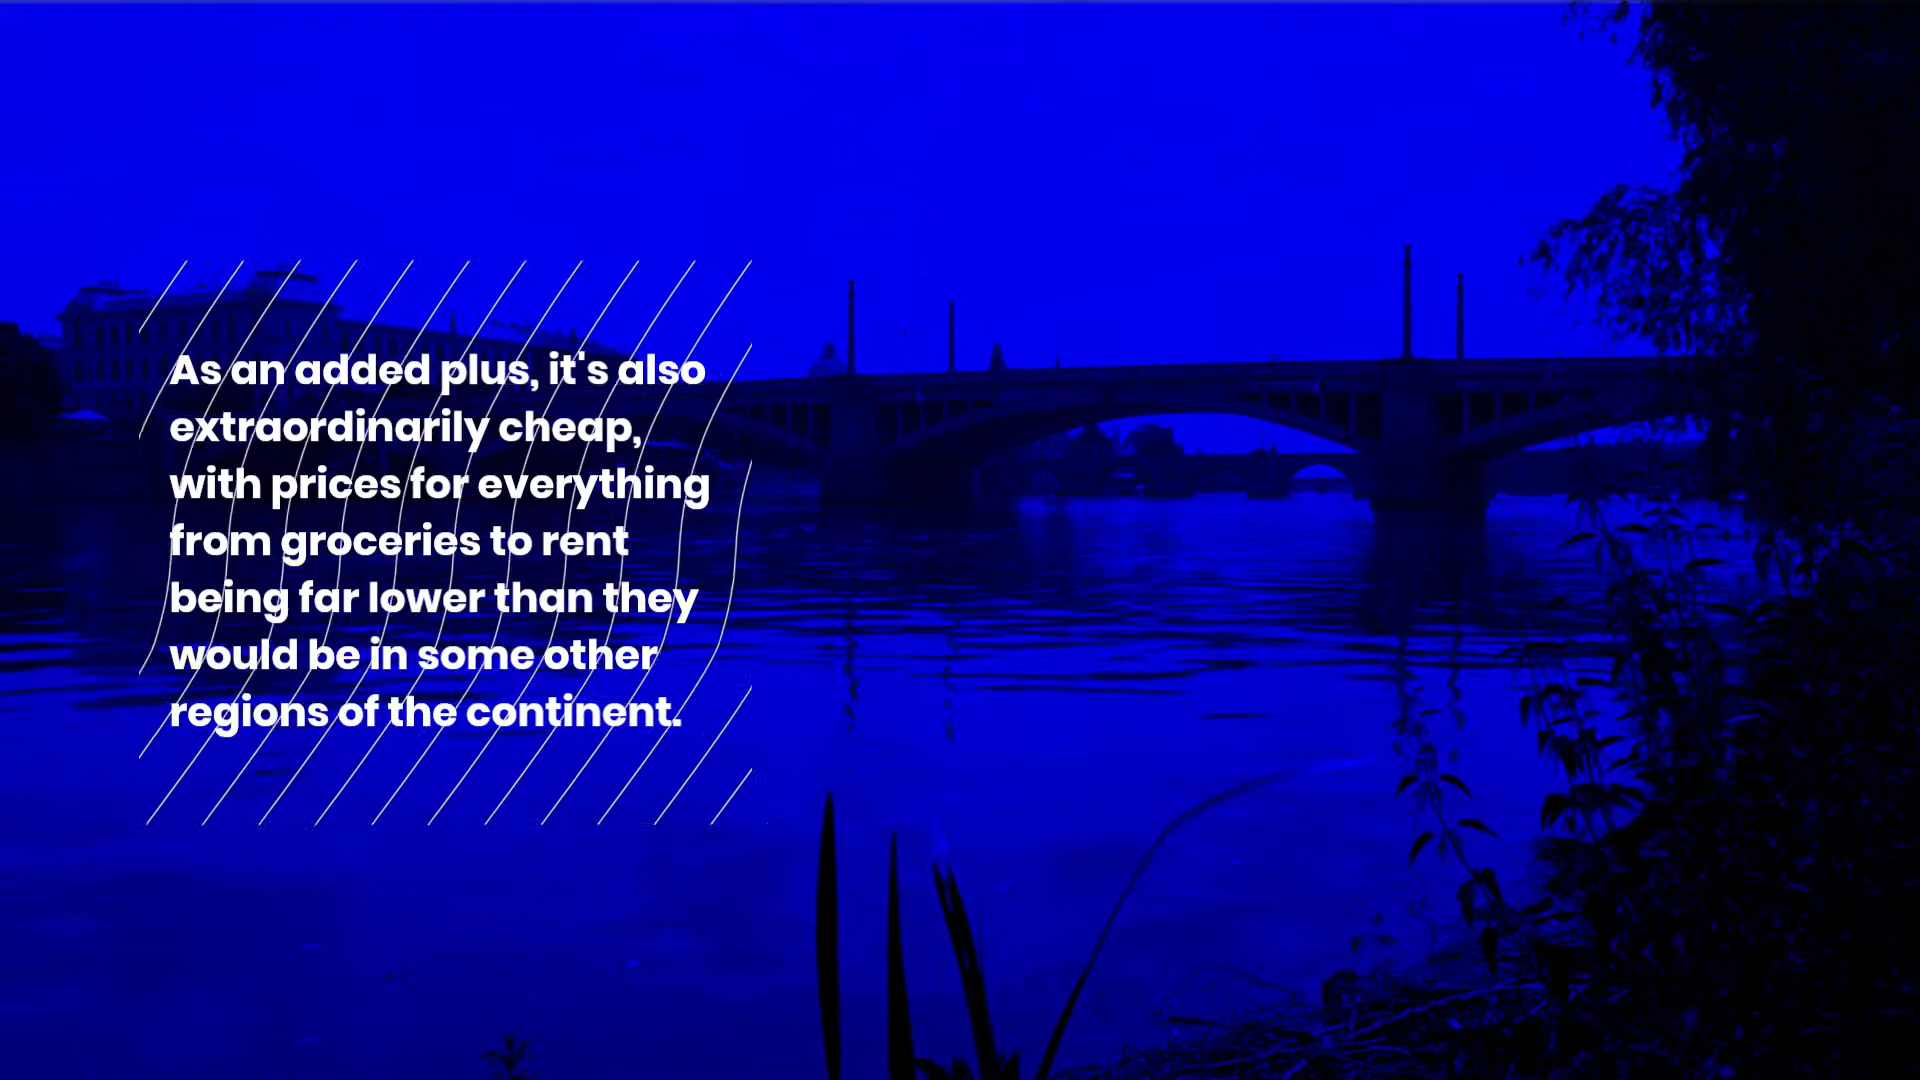 As an added plus, it's also
extraordinarily cheap,
with prices for everything
from groceries to rent
being far lower than they
would be in some other
regions of the continent.